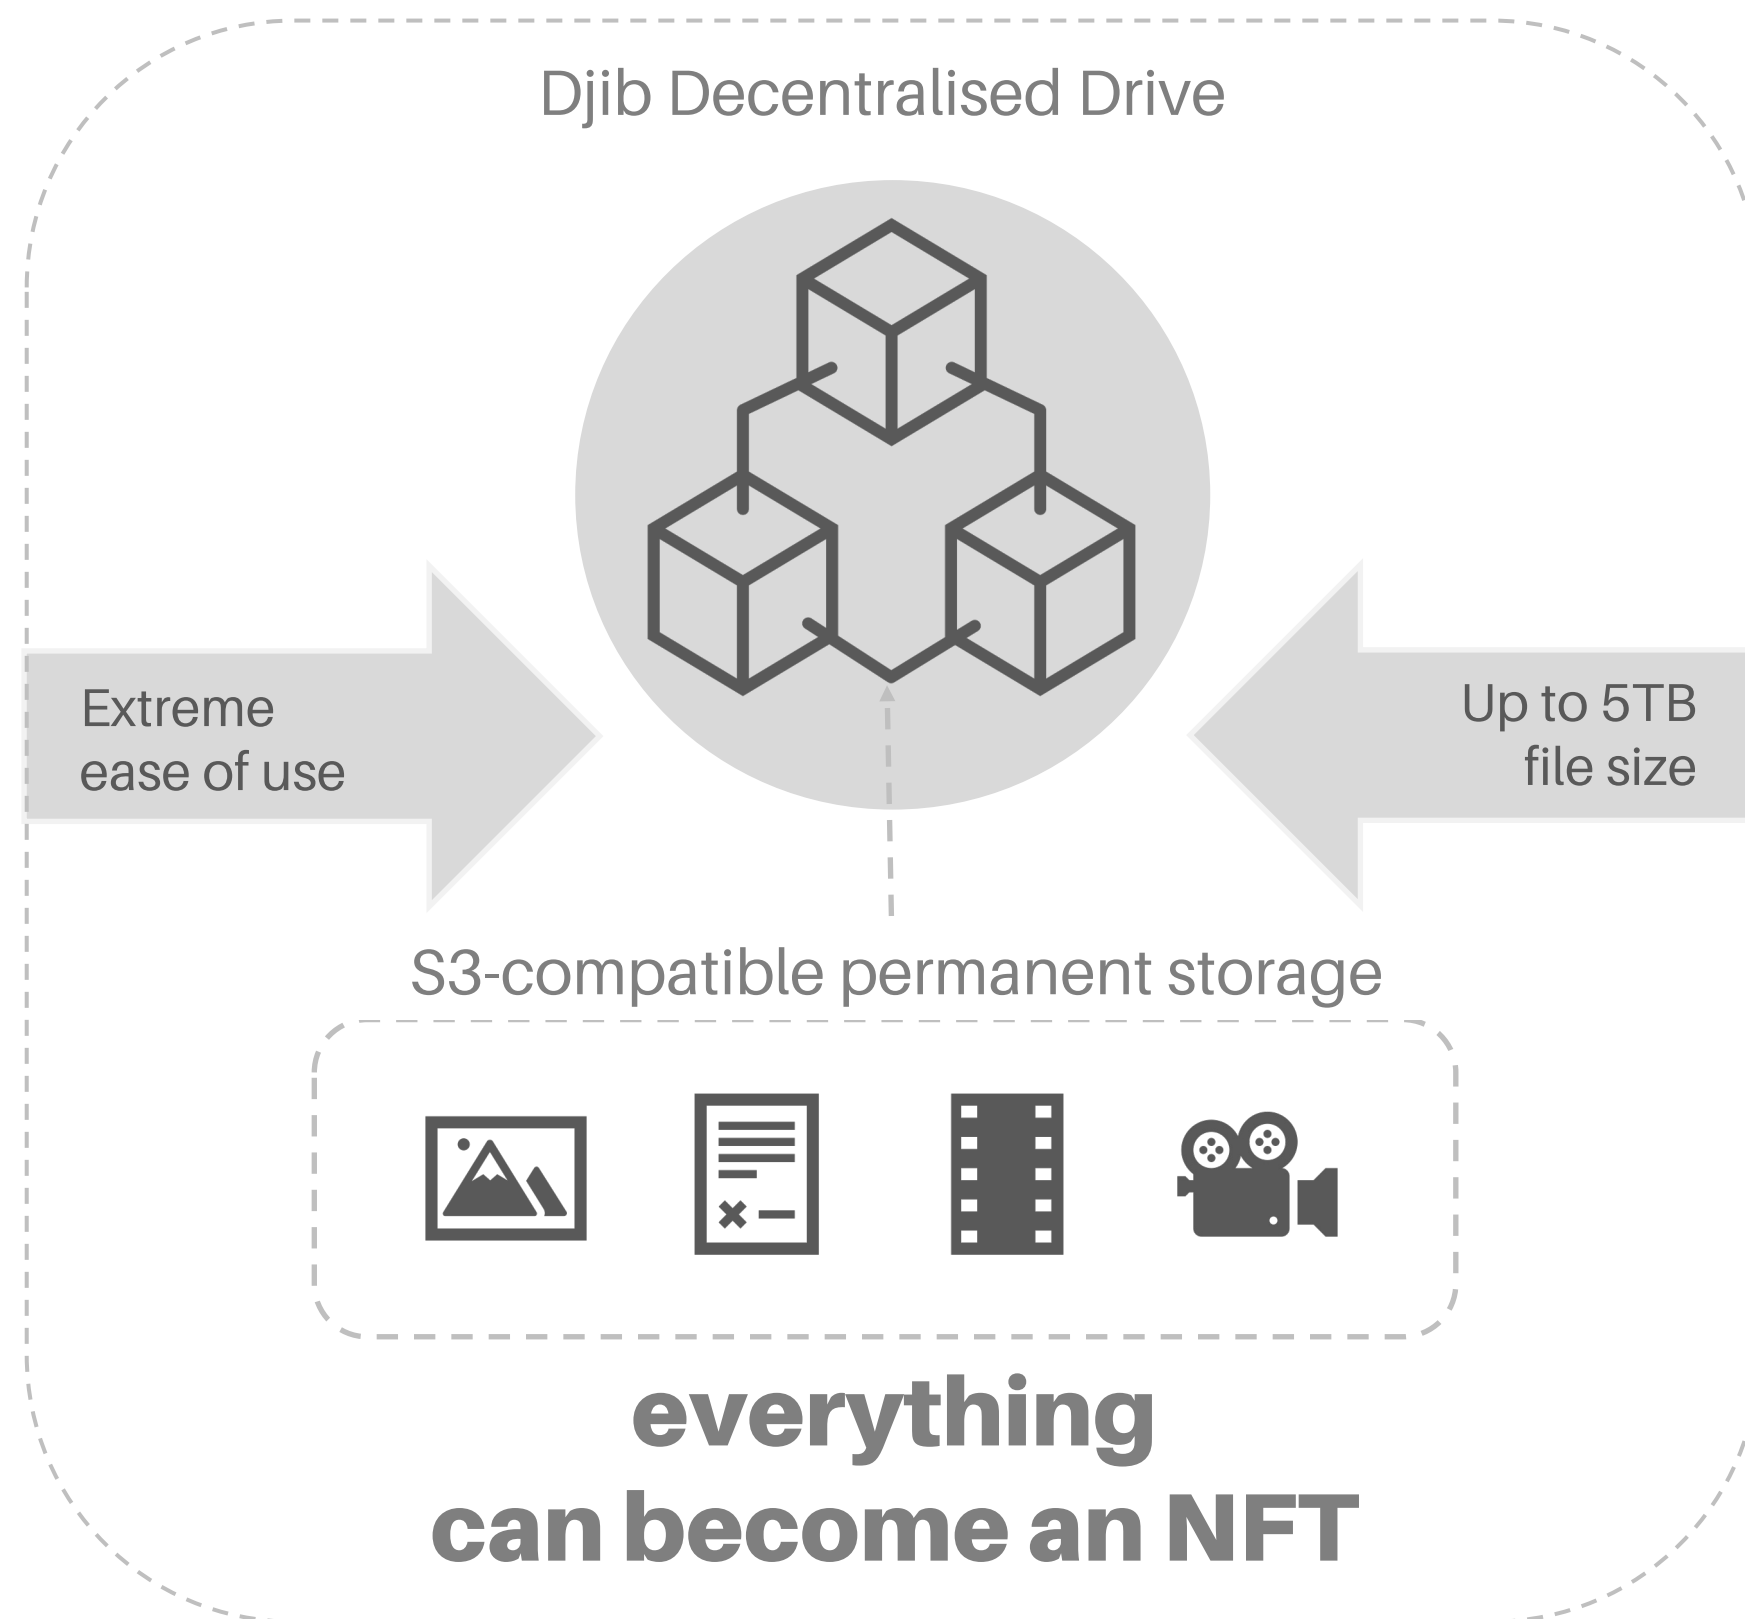 Djib Decentralised Drive
Extreme
ease of use
Up to 5TB
file size
S3-compatible permanent storage
everything
can become an NFT